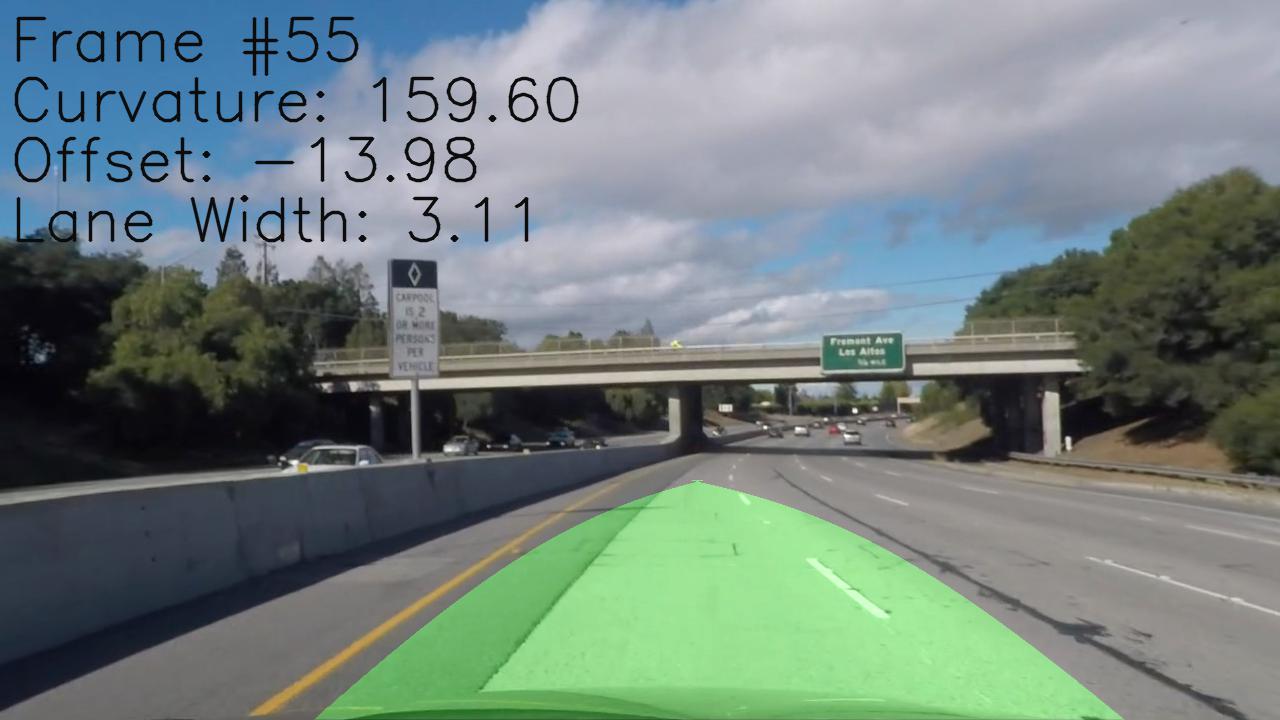 Frame #55
Curvature: 159.60
Offset: -13.98
Lane Width: 3.11
CARPOOL
IS 2
OR MORE
PERSONS
PER
VEHICLE
Fremont Ave
Los Altos